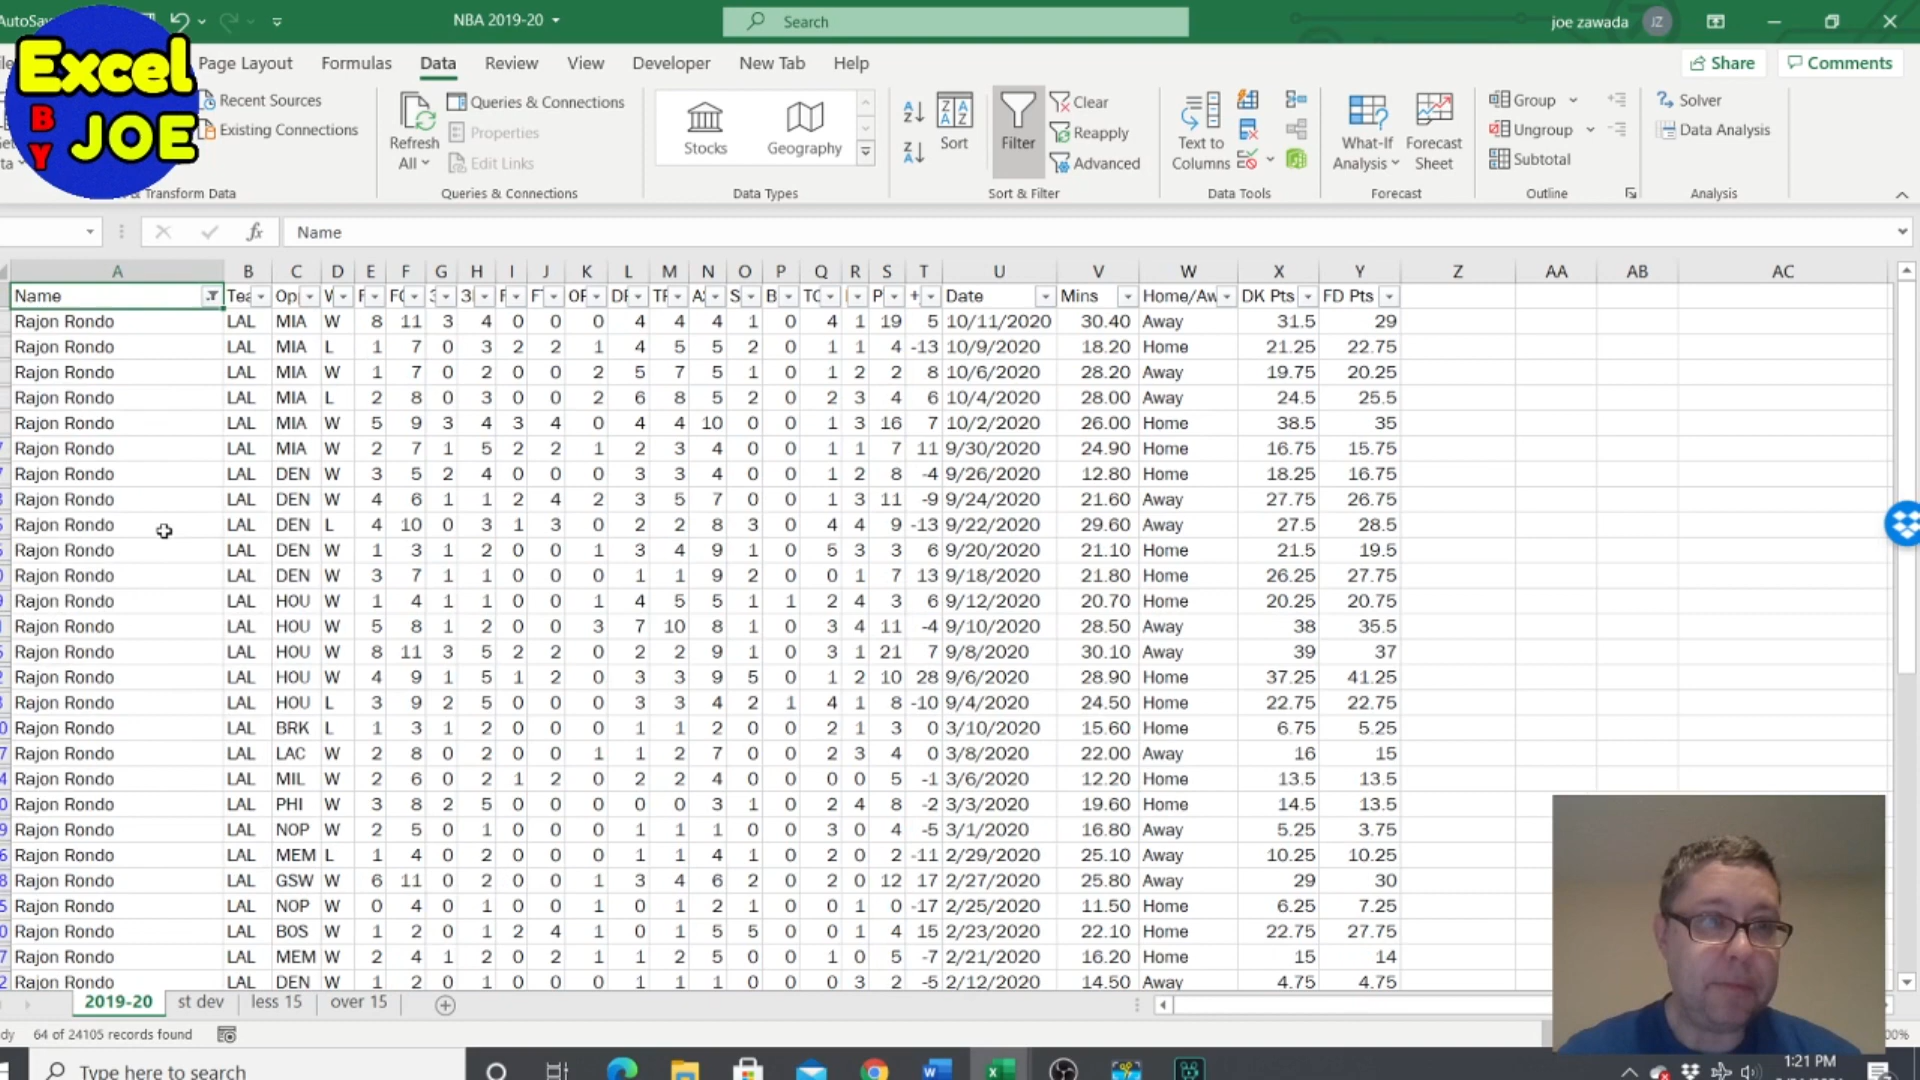 AutoSav
NBA 2019-20
Search
joe zawada
JZ
Excel
BY
JOE
Page Layout
Formulas
Data
Review
View
Developer
New Tab
Help
Share
Comments
Recent Sources
Existing Connections
& Transform Data
Refresh
All
Queries & Connections
Properties
Edit Links
Queries & Connections
Stocks
Geography
Data Types
Sort
Filter
Clear
Reapply
Advanced
Sort & Filter
Text to
Columns
Data Tools
What-If
Analysis
Forecast
Sheet
Forecast
Group
Ungroup
Subtotal
Outline
Solver
Data Analysis
Analysis
fx
Name
A B C D E F G H I J K L M N O P Q R S T U V W X Y Z AA AB AC
Name Tea Op W F FG 3 3I F FT OF DF TF AS S B TC P +, Date Mins Home/Aw DK Pts FD Pts
Rajon Rondo LAL MIA W 8 11 3 4 0 0 0 4 4 4 1 0 4 1 19 5 10/11/2020 30.40 Away 31.5 29
Rajon Rondo LAL MIA L 1 7 0 3 2 2 1 4 5 5 2 0 1 1 4 -13 10/9/2020 18.20 Home 21.25 22.75
Rajon Rondo LAL MIA W 1 7 0 2 0 0 2 5 7 5 1 0 1 2 2 8 10/6/2020 28.20 Away 19.75 20.25
Rajon Rondo LAL MIA L 2 8 0 3 0 0 2 6 8 5 2 0 2 3 4 6 10/4/2020 28.00 Away 24.5 25.5
Rajon Rondo LAL MIA W 5 9 3 4 3 4 0 4 4 10 0 0 1 3 16 7 10/2/2020 26.00 Home 38.5 35
Rajon Rondo LAL MIA W 2 7 1 5 2 2 1 2 3 4 0 0 1 1 7 11 9/30/2020 24.90 Home 16.75 15.75
Rajon Rondo LAL DEN W 3 5 2 4 0 0 0 3 3 4 0 0 1 2 8 -4 9/26/2020 12.80 Home 18.25 16.75
Rajon Rondo LAL DEN W 4 6 1 1 2 4 2 3 5 7 0 0 1 3 11 -9 9/24/2020 21.60 Away 27.75 26.75
Rajon Rondo LAL DEN L 4 10 0 3 1 3 0 2 2 8 3 0 4 4 9 -13 9/22/2020 29.60 Away 27.5 28.5
Rajon Rondo LAL DEN W 1 3 1 2 0 0 1 3 4 9 1 0 5 3 3 6 9/20/2020 21.10 Home 21.5 19.5
Rajon Rondo LAL DEN W 3 7 1 1 0 0 0 1 1 9 2 0 0 1 7 13 9/18/2020 21.80 Home 26.25 27.75
Rajon Rondo LAL HOU W 1 4 1 1 0 0 1 4 5 5 1 1 2 4 3 6 9/12/2020 20.70 Home 20.25 20.75
Rajon Rondo LAL HOU W 5 8 1 2 0 0 3 7 10 8 1 0 3 4 11 -4 9/10/2020 28.50 Away 38 35.5
Rajon Rondo LAL HOU W 8 11 3 5 2 2 0 2 2 9 1 0 3 1 21 7 9/8/2020 30.10 Away 39 37
Rajon Rondo LAL HOU W 4 9 1 5 1 2 0 3 3 9 5 0 1 2 10 28 9/6/2020 28.90 Home 37.25 41.25
Rajon Rondo LAL HOU L 3 9 2 5 0 0 0 3 3 4 2 1 4 1 8 -10 9/4/2020 24.50 Home 22.75 22.75
Rajon Rondo LAL BRK L 1 3 1 2 0 0 0 1 1 2 0 0 2 1 3 0 3/10/2020 15.60 Home 6.75 5.25
Rajon Rondo LAL LAC W 2 8 0 2 0 0 1 1 2 7 0 0 2 3 4 0 3/8/2020 22.00 Away 16 15
Rajon Rondo LAL MIL W 2 6 0 2 1 2 0 2 2 4 0 0 0 0 5 -1 3/6/2020 12.20 Home 13.5 13.5
Rajon Rondo LAL PHI W 3 8 2 5 0 0 0 0 0 3 1 0 2 4 8 -2 3/3/2020 19.60 Home 14.5 13.5
Rajon Rondo LAL NOP W 2 5 0 1 0 0 0 1 1 1 0 0 3 0 4 -5 3/1/2020 16.80 Away 5.25 3.75
Rajon Rondo LAL MEM L 1 4 0 2 0 0 0 1 1 4 1 0 2 0 2 -11 2/29/2020 25.10 Away 10.25 10.25
Rajon Rondo LAL GSW W 6 11 0 2 0 0 1 3 4 6 2 0 2 0 12 17 2/27/2020 25.80 Away 29 30
Rajon Rondo LAL NOP W 0 4 0 1 0 0 1 0 1 2 1 0 0 1 0 -17 2/25/2020 11.50 Home 6.25 7.25
Rajon Rondo LAL BOS W 1 2 0 1 2 4 1 0 1 5 5 0 0 1 4 15 2/23/2020 22.10 Home 22.75 27.75
Rajon Rondo LAL MEM W 2 4 1 2 0 2 1 1 2 5 0 0 1 0 5 -7 2/21/2020 16.20 Home 15 14
Rajon Rondo LAL DEN W 1 2 0 1 0 0 0 1 1 1 0 0 0 3 2 -5 2/12/2020 14.50 Away 4.75 4.75
2019-20
st dev
less 15
over 15
64 of 24105 records found
Type here to search
1:21 PM